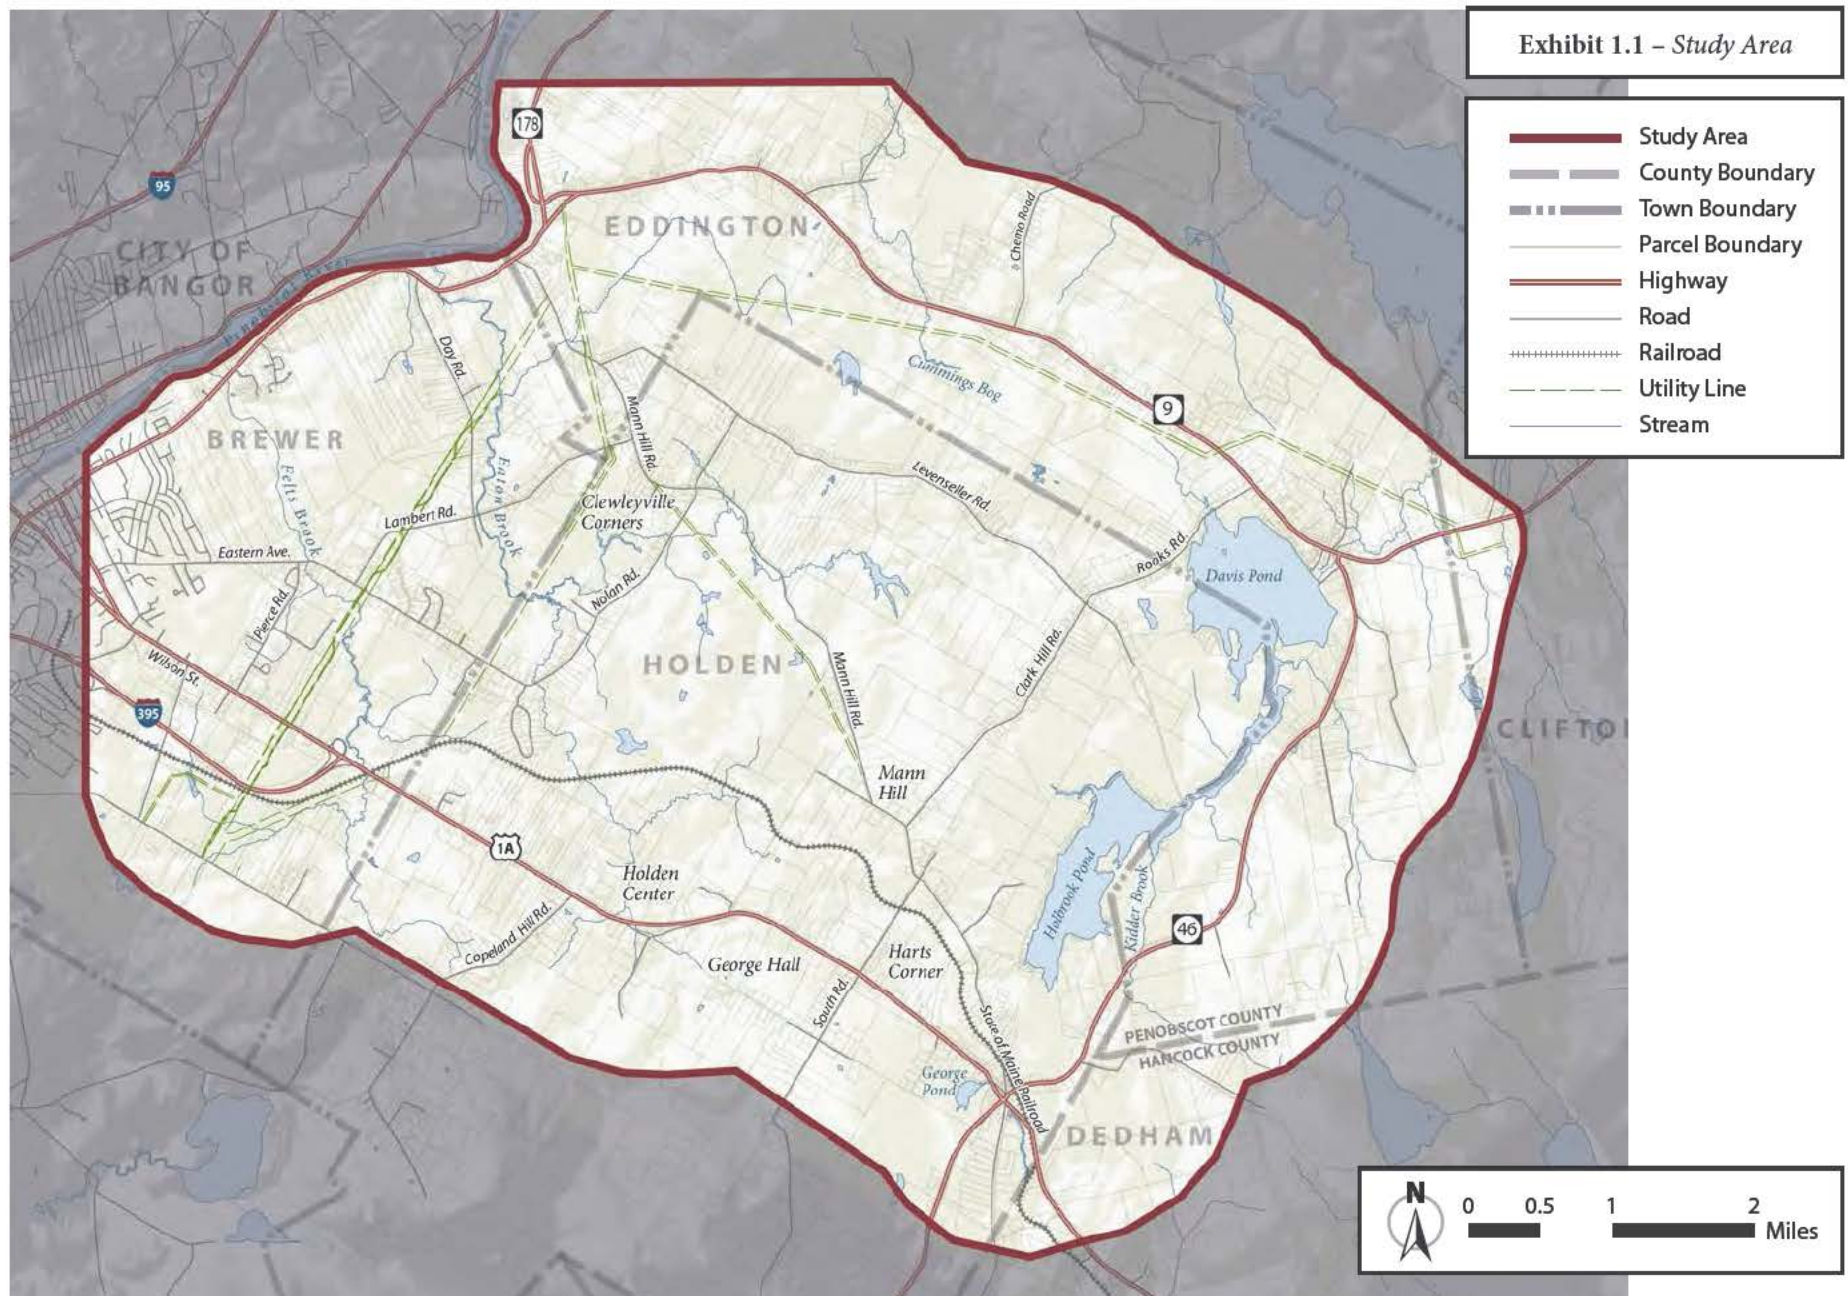 Exhibit 1.1 – Study Area
Study Area
County Boundary
Town Boundary
Parcel Boundary
Highway
Road
Railroad
Utility Line
Stream
178
95
EDDINGTON
Chemo Road
CITY OF
BANGOR
Penobscot River
Day Rd.
Cummings Bog
9
Mann Hill Rd.
BREWER
Felts Brook
Eaton Brook
Levenseller Rd.
Clewleyville
Corners
Lambert Rd.
Eastern Ave.
Rooks Rd.
Davis Pond
Nolan Rd.
Pierce Rd.
HOLDEN
Mann Hill Rd.
Clark Hill Rd.
Wilson St.
395
CLIFTO
Mann
Hill
1A
Holden
Center
Holbrook Pond
Kidder Brook
46
Copeland Hill Rd.
George Hall
Harts
Corner
South Rd.
State of Maine Railroad
PENOBSCOT COUNTY
HANCOCK COUNTY
George
Pond
DEDHAM
N
0 0.5 1 2
Miles